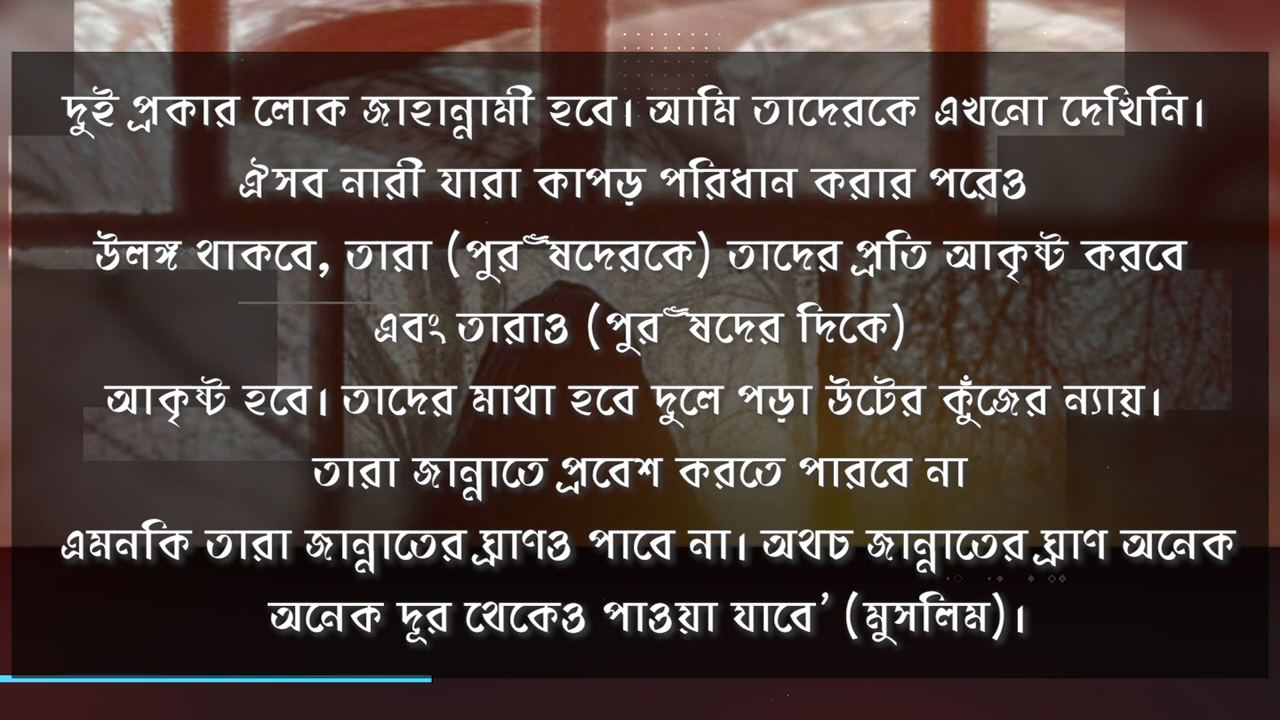 দুই প্রকার লোক জাহান্নামী হবে। আমি তাদেরকে এখনো দেখিনি।
ঐসব নারী যারা কাপড় পরিধান করার পরেও
উলঙ্গ থাকবে, তারা (পুর“ষদেরকে) তাদের প্রতি আকৃষ্ট করবে
এবং তারাও (পুর“ষদের দিকে)
আকৃষ্ট হবে। তাদের মাথা হবে দুলে পড়া উটের কুঁজের ন্যায়।
তারা জান্নাতে প্রবেশ করতে পারবে না
এমনকি তারা জান্নাতের ঘ্রাণও পাবে না। অথচ জান্নাতের ঘ্রাণ অনেক
অনেক দূর থেকেও পাওয়া যাবে’ (মুসলিম)।